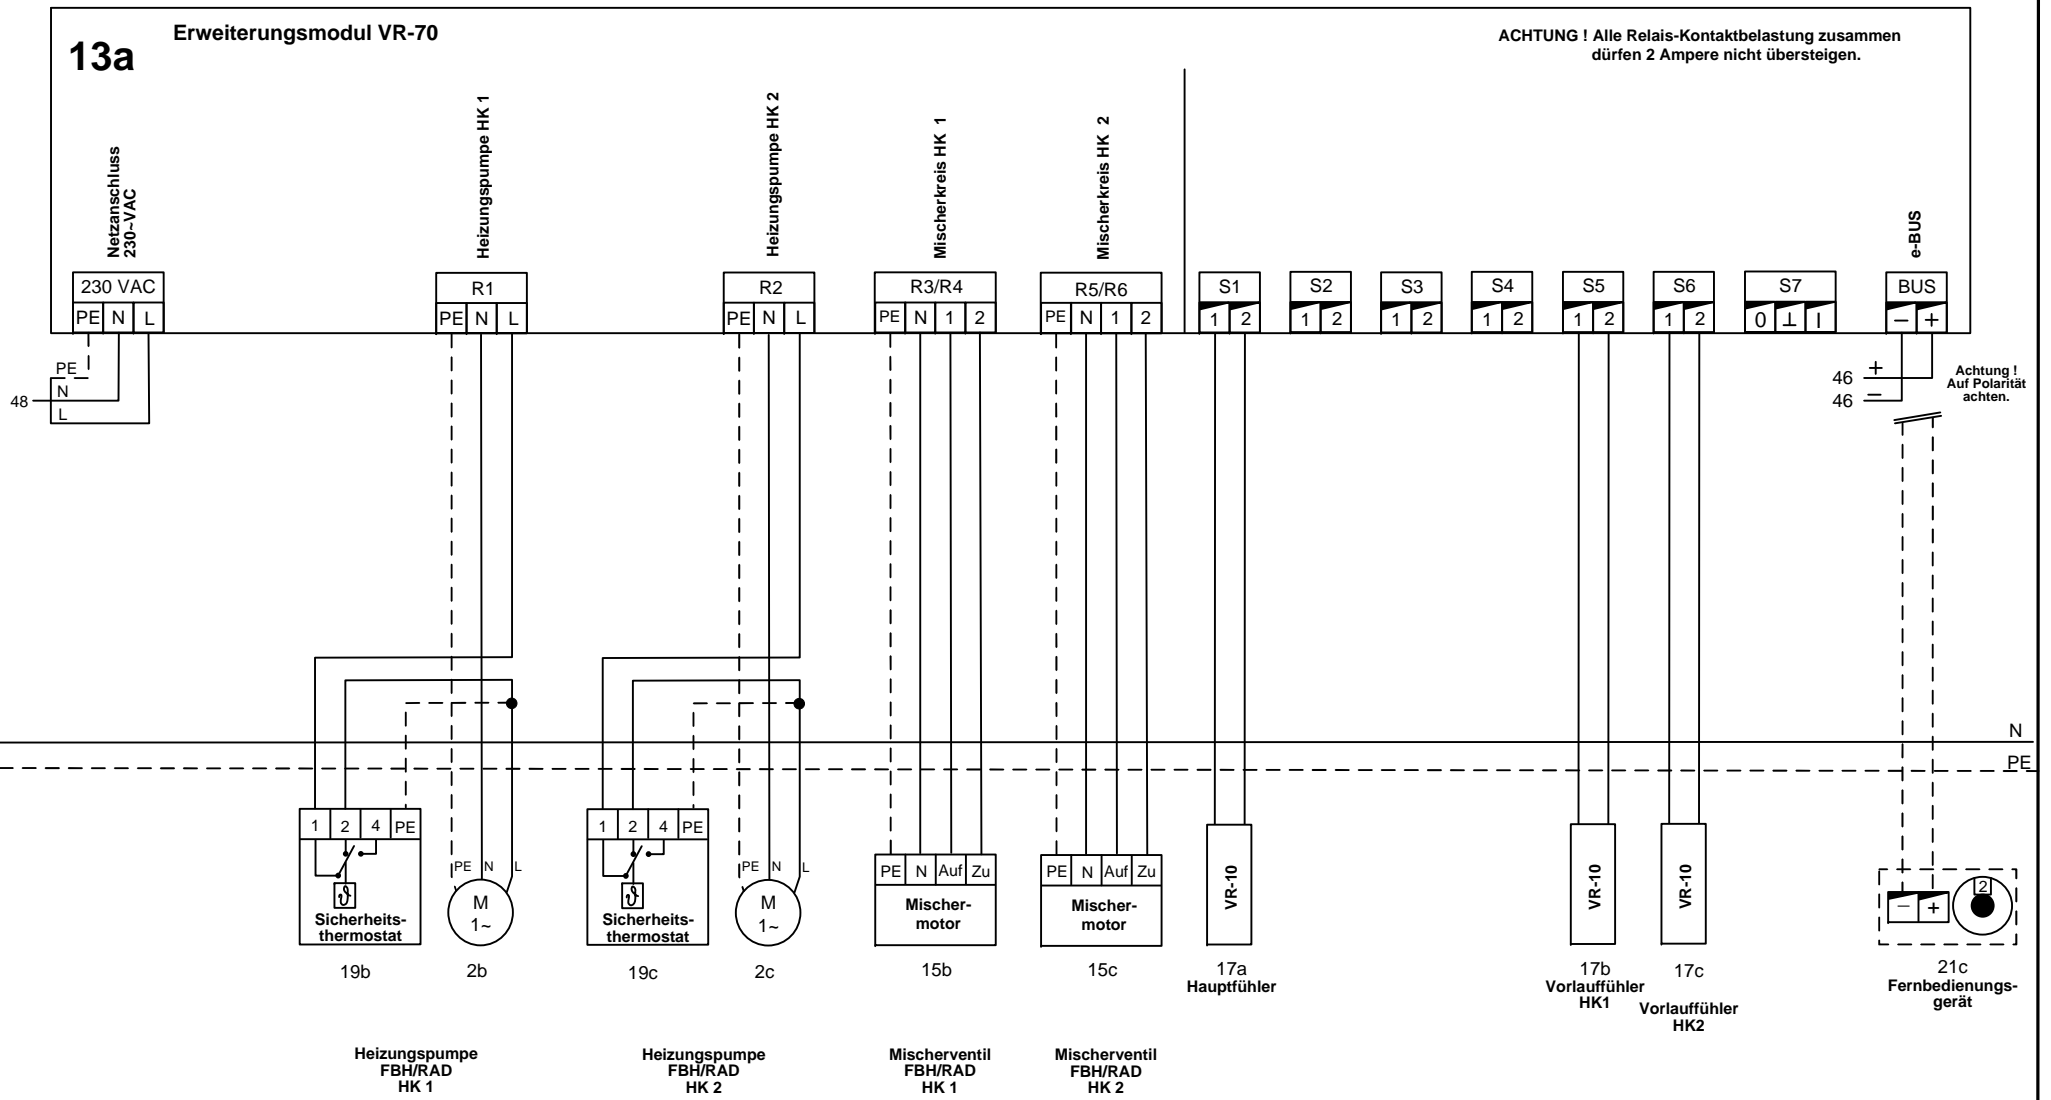 Erweiterungsmodul VR-70
13a
ACHTUNG ! Alle Relais-Kontaktbelastung zusammen
dürfen 2 Ampere nicht übersteigen.
Netzanschluss
230~VAC
Heizungspumpe HK 1
Heizungspumpe HK 2
Mischerkreis HK 1
Mischerkreis HK 2
e-BUS
230 VAC
PE N L
R1
PE N L
R2
PE N L
R3/R4
PE N 1 2
R5/R6
PE N 1 2
S1
1 2
S2
1 2
S3
1 2
S4
1 2
S5
1 2
S6
1 2
S7
0 ⊥ I
BUS
− +
PE
N
L
48
46 +
46 −
Achtung !
Auf Polarität
achten.
N
PE
1 2 4 PE
ϑ
Sicherheits-
thermostat
19b
PE N L
M
1~
2b
1 2 4 PE
ϑ
Sicherheits-
thermostat
19c
PE N L
M
1~
2c
PE N Auf Zu
Mischer-
motor
15b
PE N Auf Zu
Mischer-
motor
15c
VR-10
17a
Hauptfühler
VR-10
17b
Vorlauffühler
HK1
VR-10
17c
Vorlauffühler
HK2
− +
2
21c
Fernbedienungs-
gerät
Heizungspumpe
FBH/RAD
HK 1
Heizungspumpe
FBH/RAD
HK 2
Mischerventil
FBH/RAD
HK 1
Mischerventil
FBH/RAD
HK 2